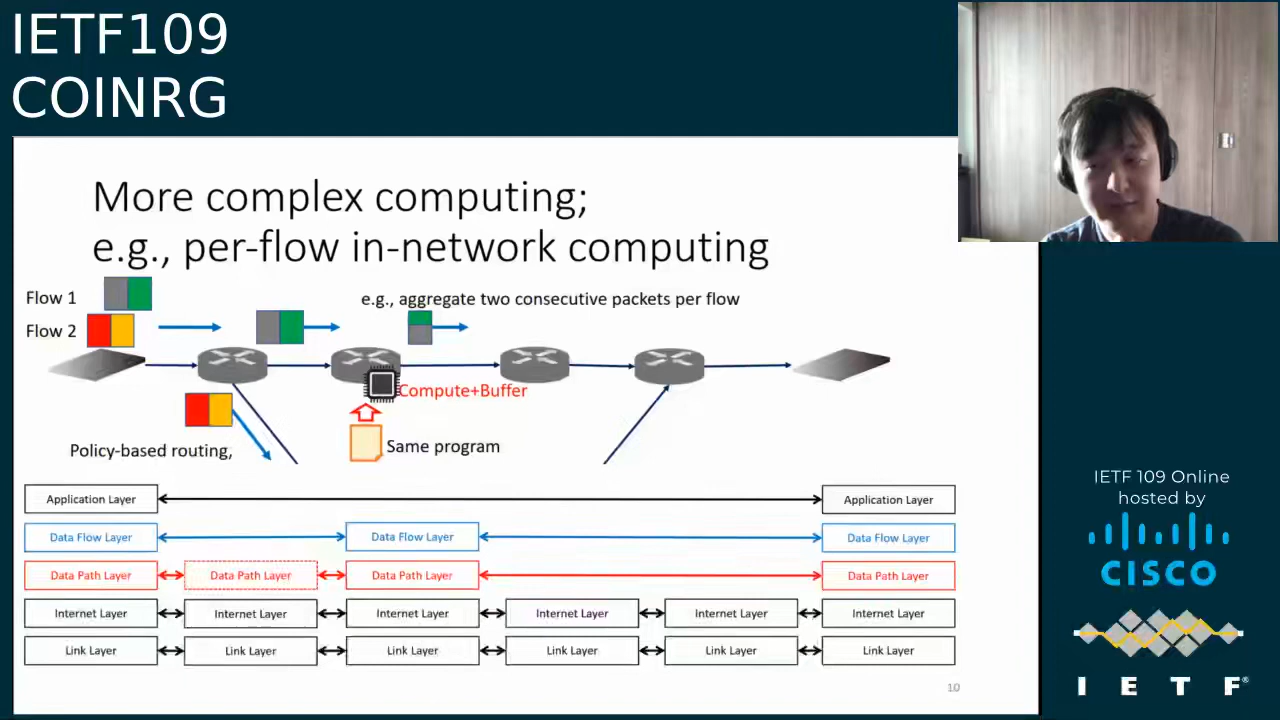 IETF109
COINRG
More complex computing;
e.g., per-flow in-network computing
Flow 1
e.g., aggregate two consecutive packets per flow
Flow 2
Compute+Buffer
Policy-based routing,
Same program
Application Layer
Application Layer
Data Flow Layer
Data Flow Layer
Data Flow Layer
Data Path Layer
Data Path Layer
Data Path Layer
Data Path Layer
Internet Layer
Internet Layer
Internet Layer
Internet Layer
Internet Layer
Internet Layer
Link Layer
Link Layer
Link Layer
Link Layer
Link Layer
Link Layer
10
IETF 109 Online
hosted by
CISCO
I E T F®